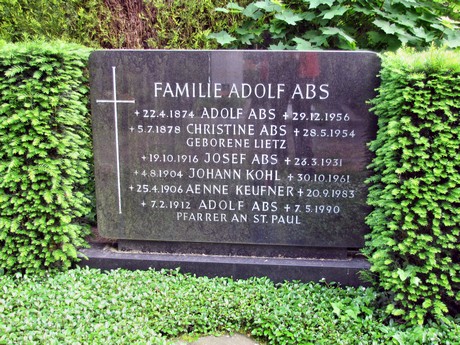 FAMILIE ADOLF ABS
+22.4.1874 ADOLF ABS +29.12.1956
+5.7.1878 CHRISTINE ABS +28.5.1954
GEBORENE LIETZ
+19.10.1916 JOSEF ABS +26.3.1931
+4.8.1904 JOHANN KOHL +30.10.1961
+25.4.1906 AENNE KEUFNER +20.9.1983
+7.2.1912 ADOLF ABS +7.5.1990
PFARRER AN ST. PAUL